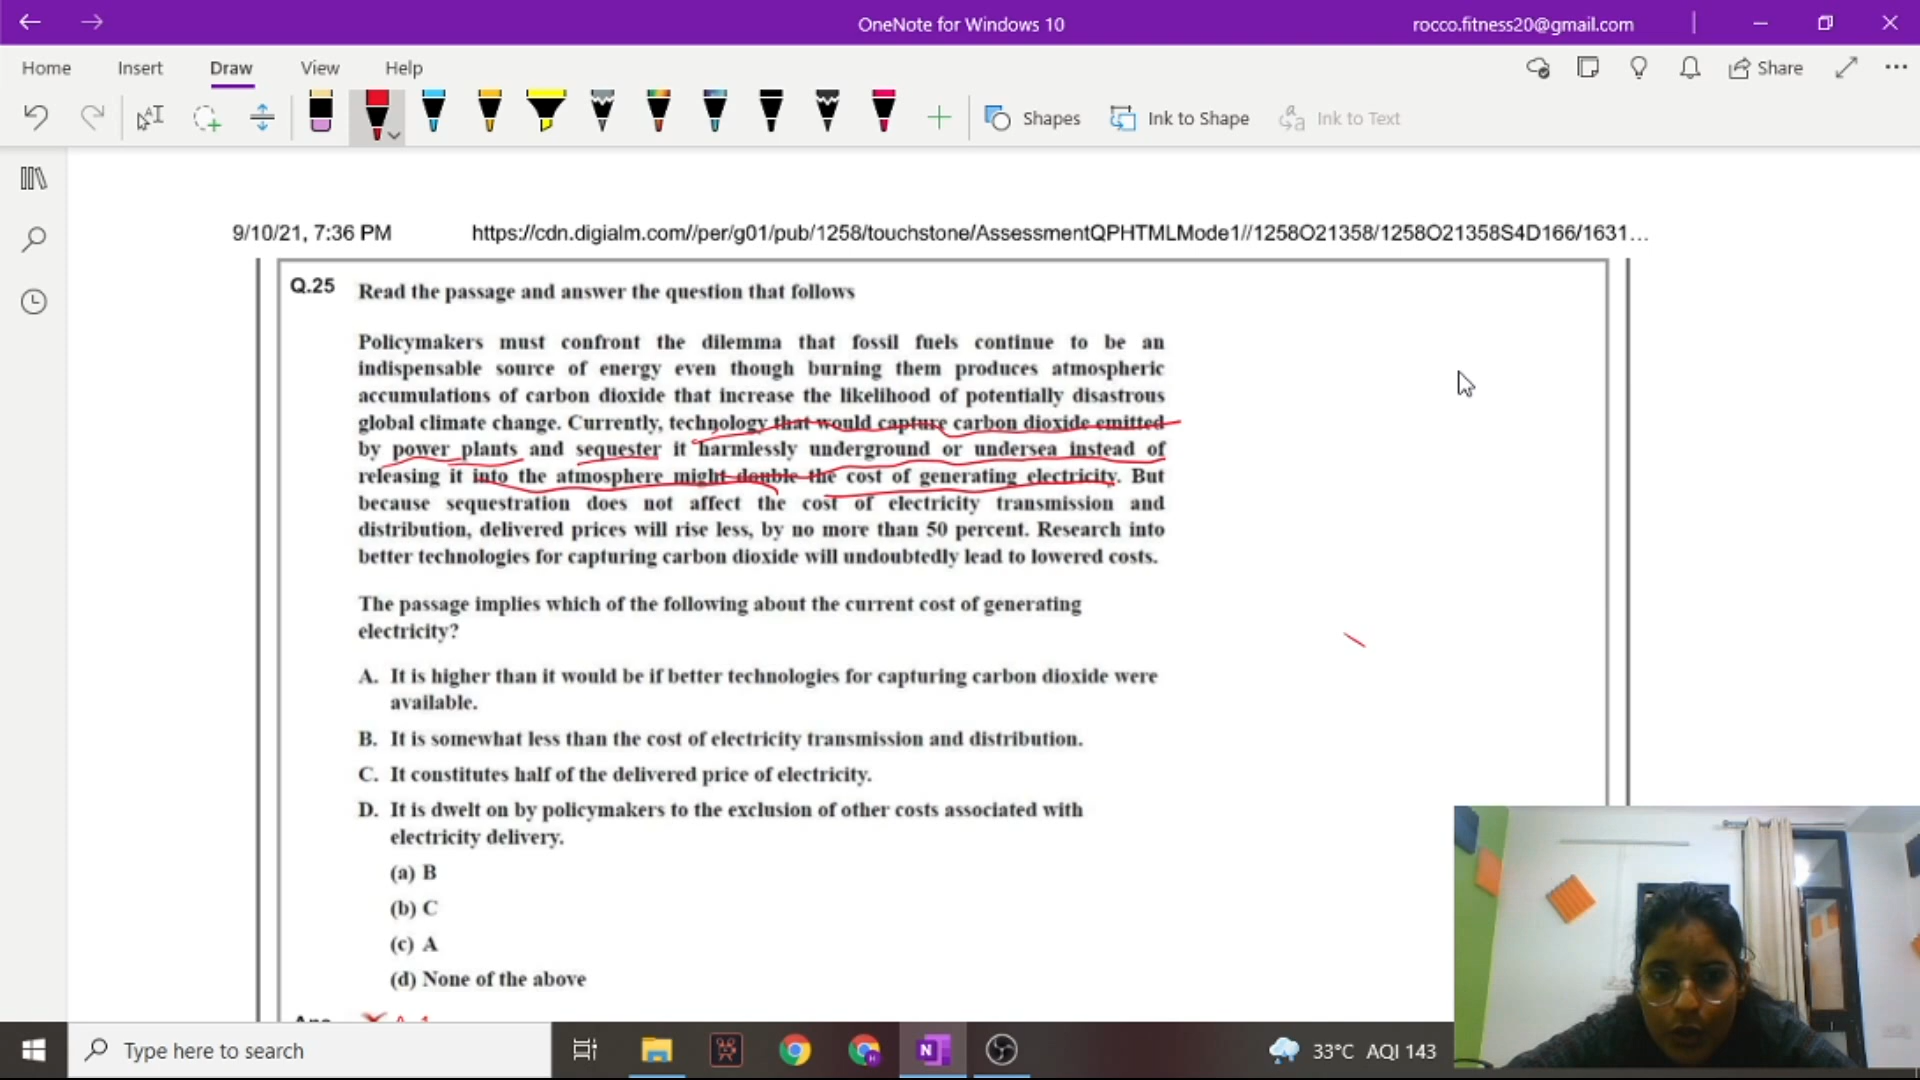 OneNote for Windows 10
rocco.fitness20@gmail.com
Home Insert Draw View Help
Share
Shapes Ink to Shape Ink to Text
9/10/21, 7:36 PM https://cdn.digialm.com//per/g01/pub/1258/touchstone/AssessmentQPHTMLMode1//1258O21358/1258O21358S4D166/1631...
Q.25 Read the passage and answer the question that follows
Policymakers must confront the dilemma that fossil fuels continue to be an
indispensable source of energy even though burning them produces atmospheric
accumulations of carbon dioxide that increase the likelihood of potentially disastrous
global climate change. Currently, technology that would capture carbon dioxide emitted
by power plants and sequester it harmlessly underground or undersea instead of
releasing it into the atmosphere might double the cost of generating electricity. But
because sequestration does not affect the cost of electricity transmission and
distribution, delivered prices will rise less, by no more than 50 percent. Research into
better technologies for capturing carbon dioxide will undoubtedly lead to lowered costs.
The passage implies which of the following about the current cost of generating
electricity?
A. It is higher than it would be if better technologies for capturing carbon dioxide were
available.
B. It is somewhat less than the cost of electricity transmission and distribution.
C. It constitutes half of the delivered price of electricity.
D. It is dwelt on by policymakers to the exclusion of other costs associated with
electricity delivery.
(a) B
(b) C
(c) A
(d) None of the above
Type here to search
33°C AQI 143